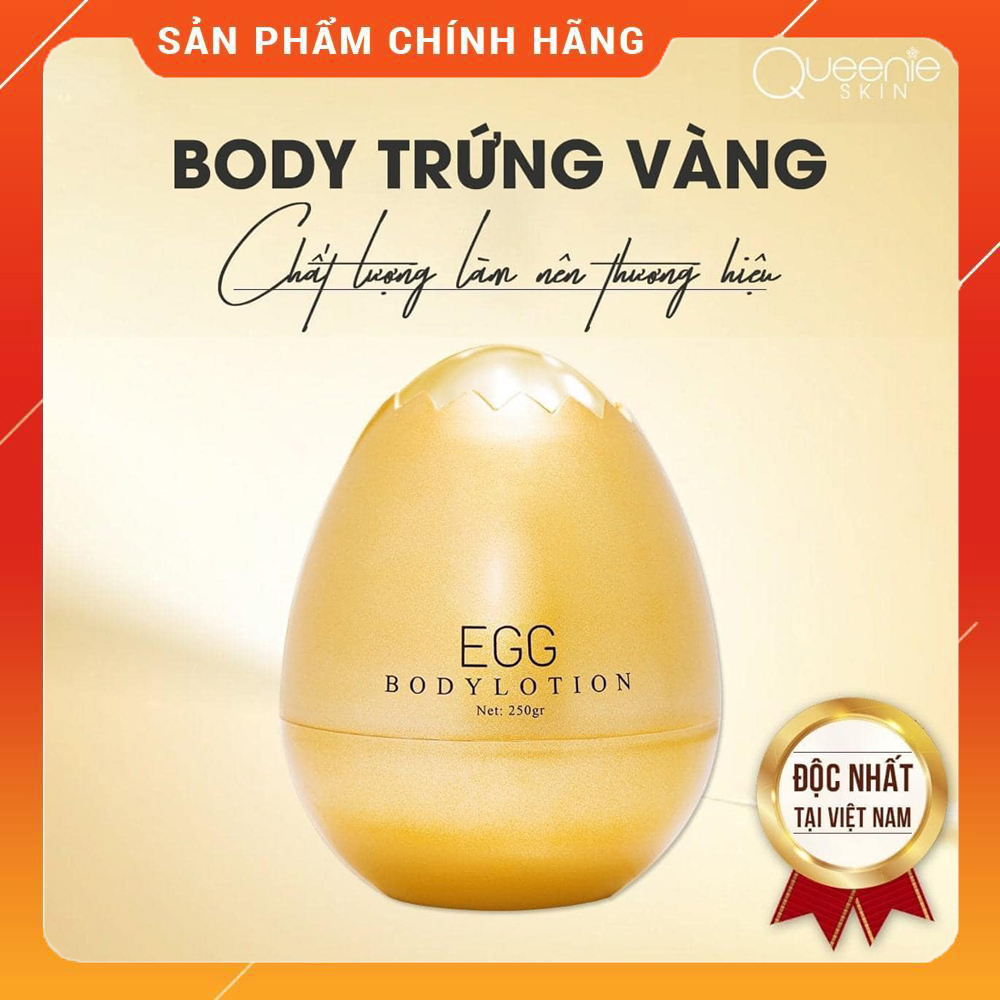 SẢN PHẨM CHÍNH HÃNG
Queenie
SKIN
BODY TRỨNG VÀNG
Chất lượng làm nên thương hiệu
EGG
BODYLOTION
Net: 250gr
ĐỘC NHẤT
TẠI VIỆT NAM